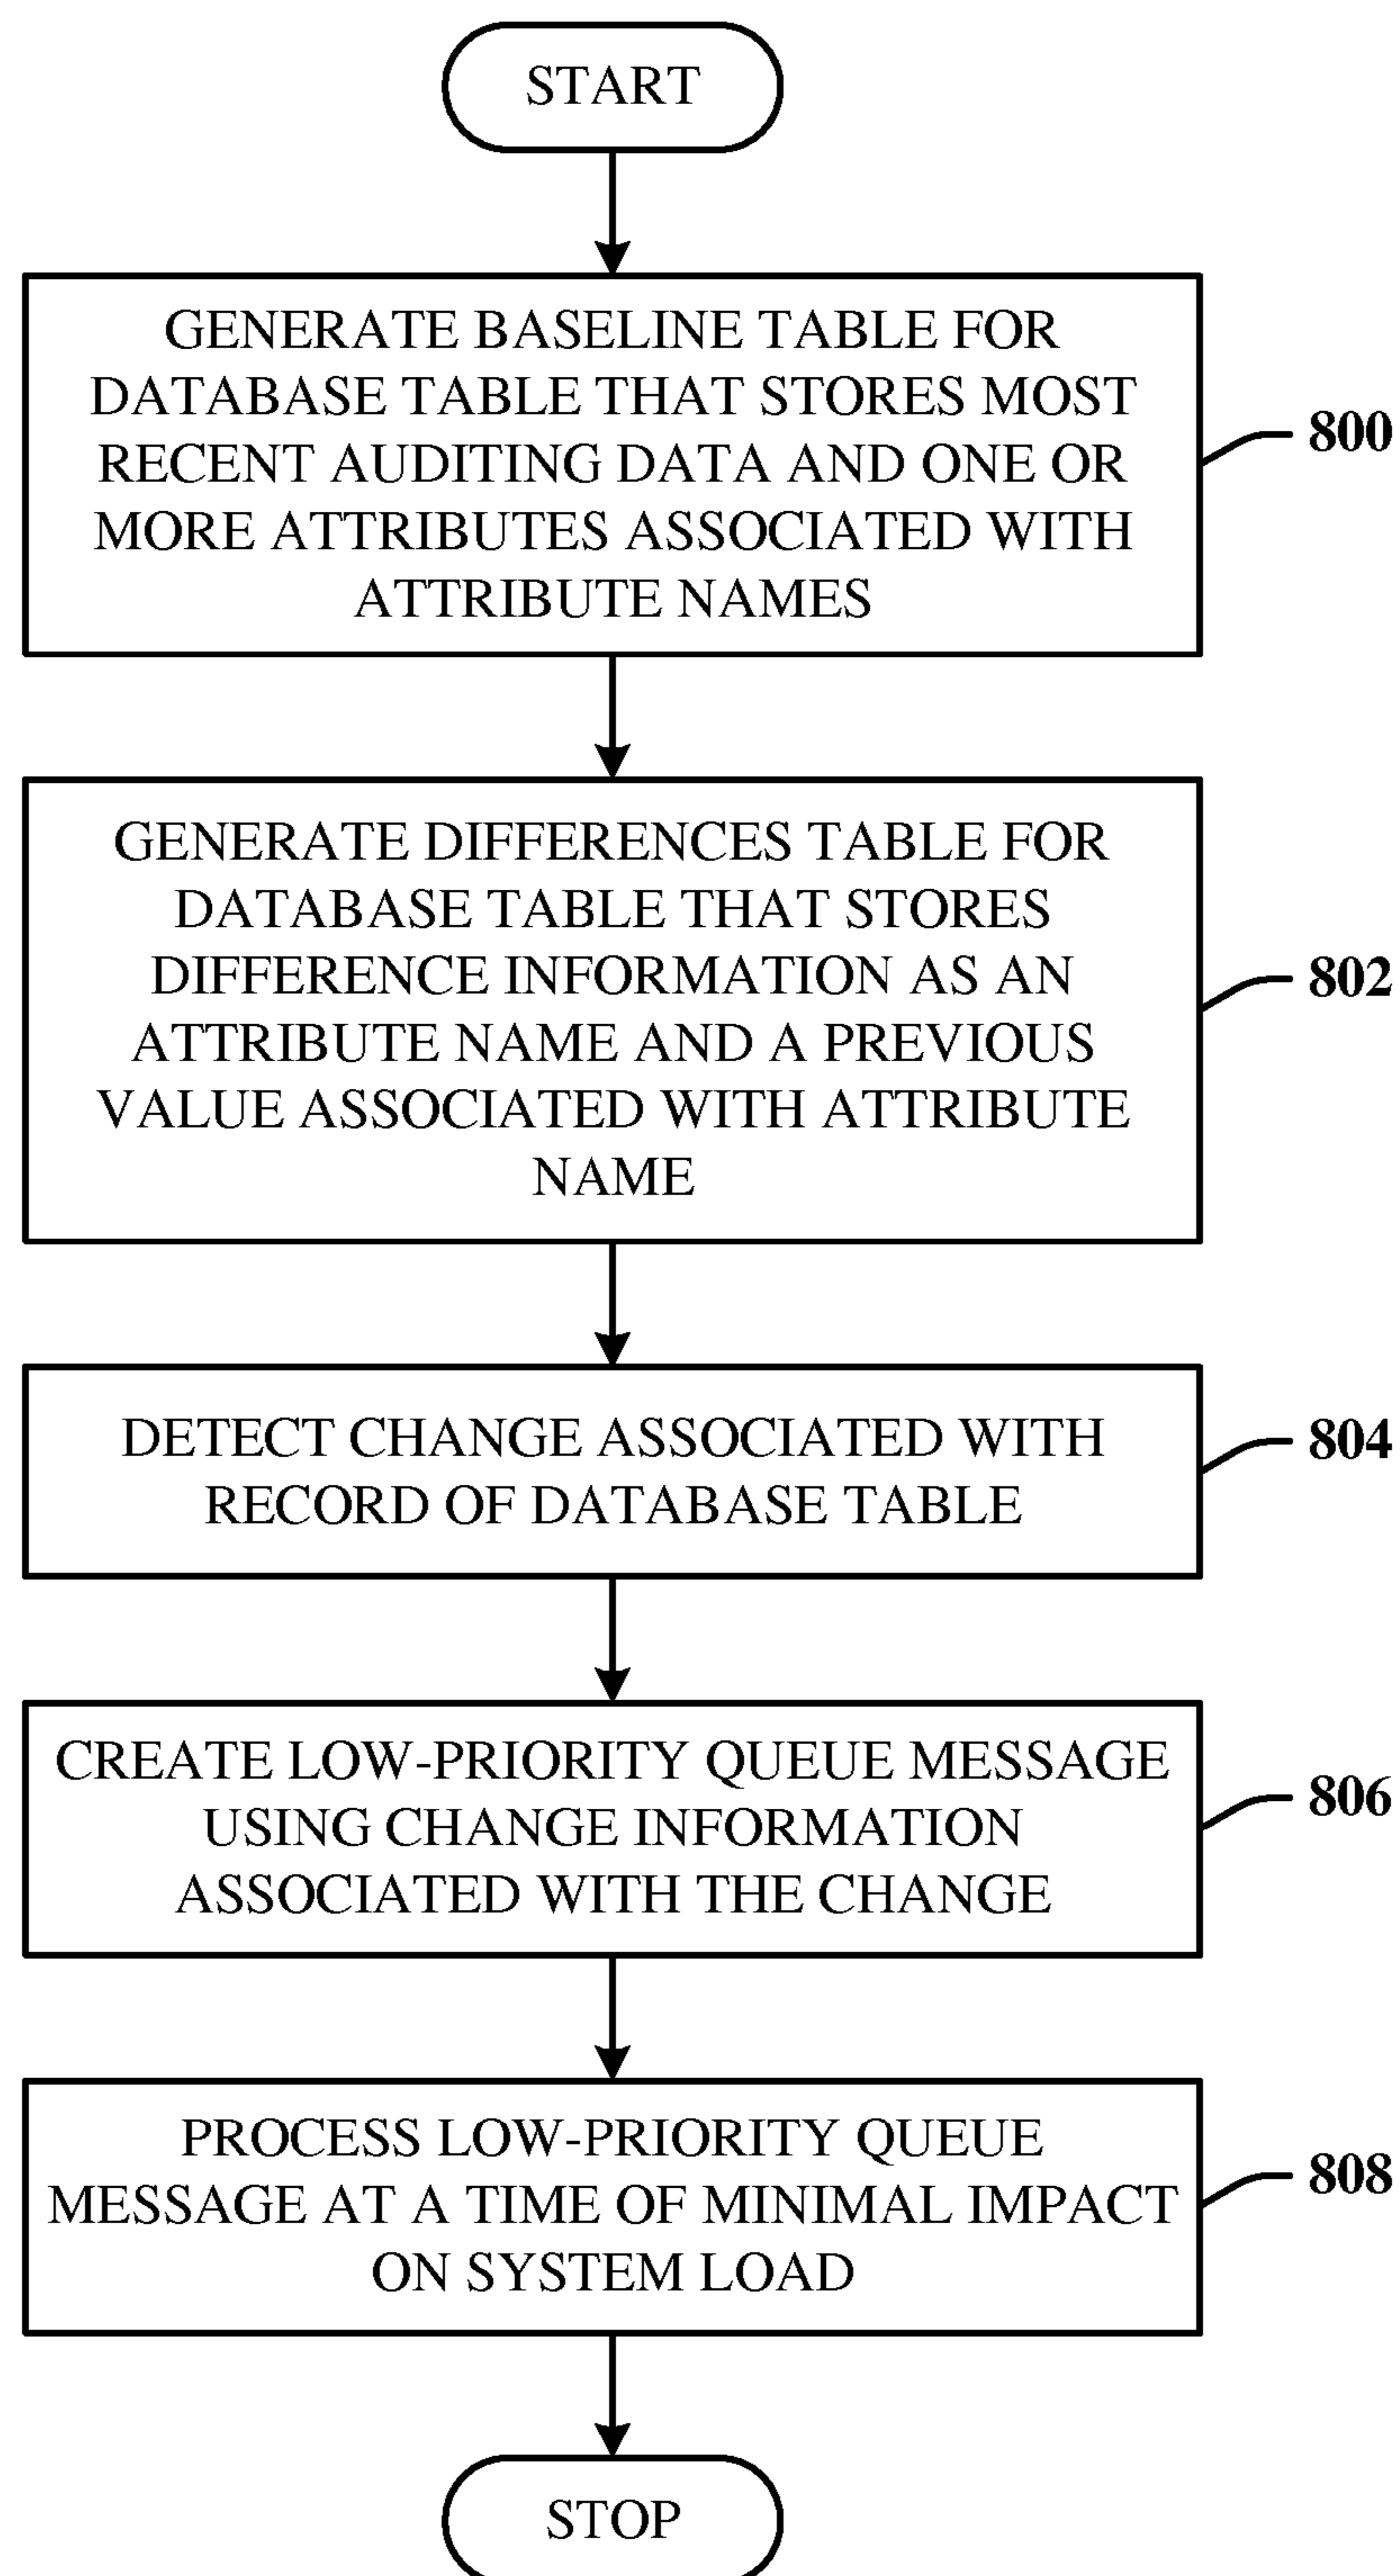 START
GENERATE BASELINE TABLE FOR
DATABASE TABLE THAT STORES MOST
RECENT AUDITING DATA AND ONE OR
MORE ATTRIBUTES ASSOCIATED WITH
ATTRIBUTE NAMES
800
GENERATE DIFFERENCES TABLE FOR
DATABASE TABLE THAT STORES
DIFFERENCE INFORMATION AS AN
ATTRIBUTE NAME AND A PREVIOUS
VALUE ASSOCIATED WITH ATTRIBUTE
NAME
802
DETECT CHANGE ASSOCIATED WITH
RECORD OF DATABASE TABLE
804
CREATE LOW-PRIORITY QUEUE MESSAGE
USING CHANGE INFORMATION
ASSOCIATED WITH THE CHANGE
806
PROCESS LOW-PRIORITY QUEUE
MESSAGE AT A TIME OF MINIMAL IMPACT
ON SYSTEM LOAD
808
STOP